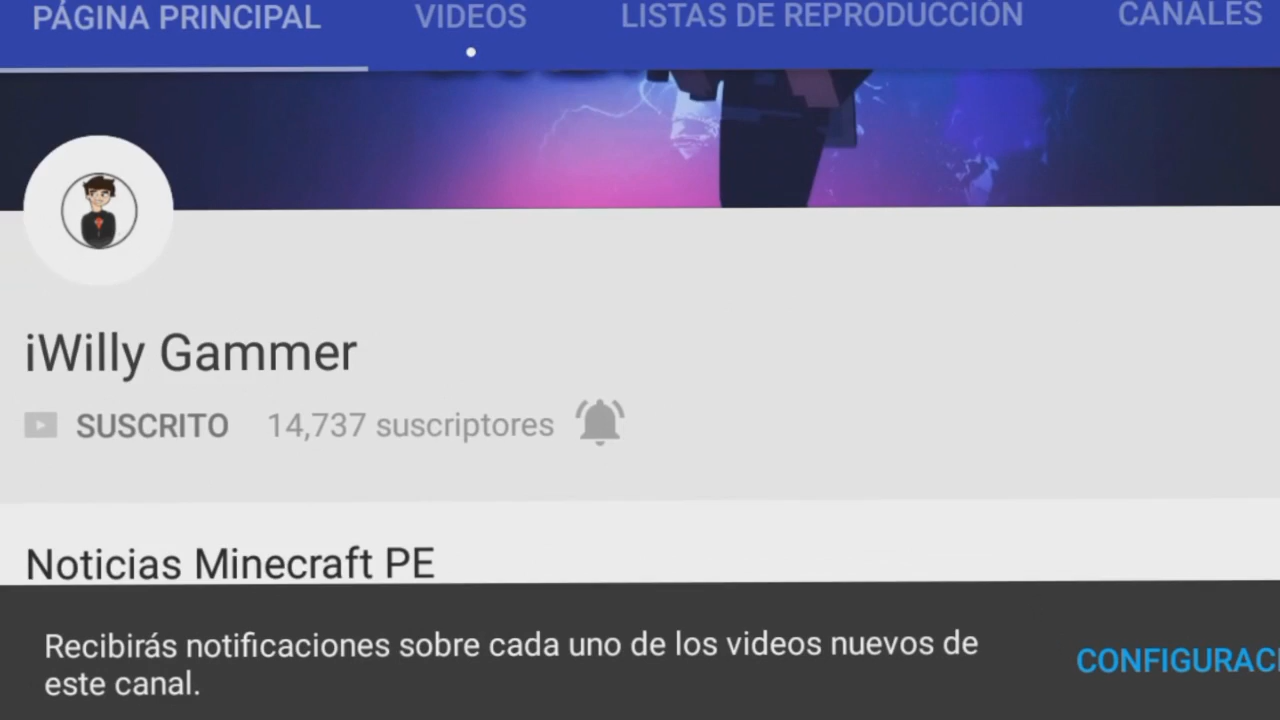 PÁGINA PRINCIPAL VIDEOS LISTAS DE REPRODUCCIÓN CANALES
iWilly Gammer
SUSCRITO 14,737 suscriptores
Noticias Minecraft PE
Recibirás notificaciones sobre cada uno de los videos nuevos de
este canal.
CONFIGURACI